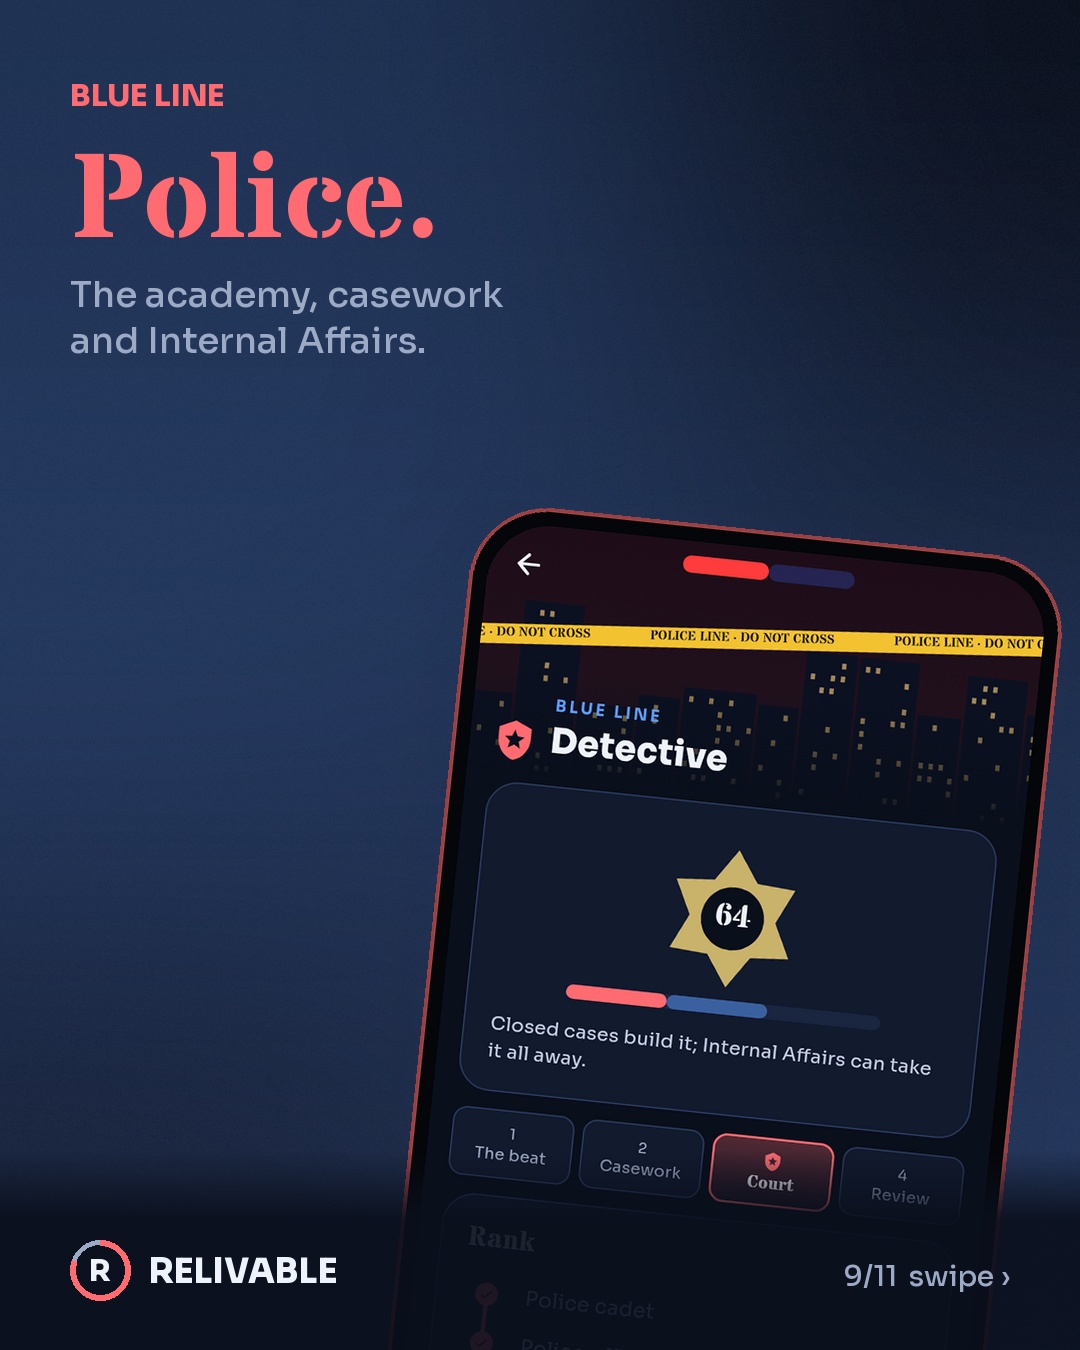 BLUE LINE
Police.
The academy, casework
and Internal Affairs.
· DO NOT CROSS POLICE LINE · DO NOT CROSS POLICE LINE · DO NOT
BLUE LINE
Detective
64
Closed cases build it; Internal Affairs can take
it all away.
1
The beat
2
Casework
Court
4
Review
Rank
Police cadet
R RELIVABLE
9/11 swipe ›